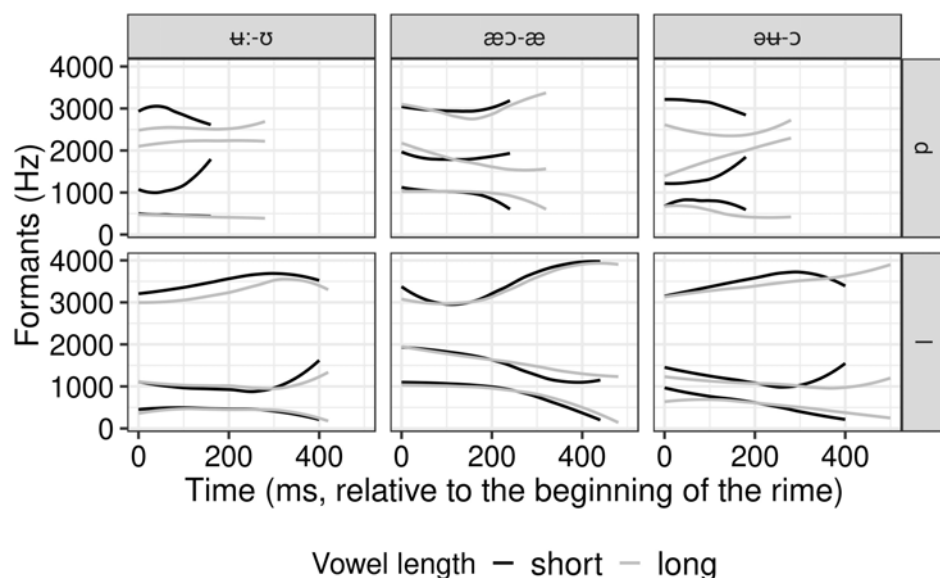 ʉː-ʊ
æɔ-æ
əʉ-ɔ
4000
3000
2000
1000
0
d
4000
3000
2000
1000
0
l
Formants (Hz)
0 200 400
0 200 400
0 200 400
Time (ms, relative to the beginning of the rime)
Vowel length short long